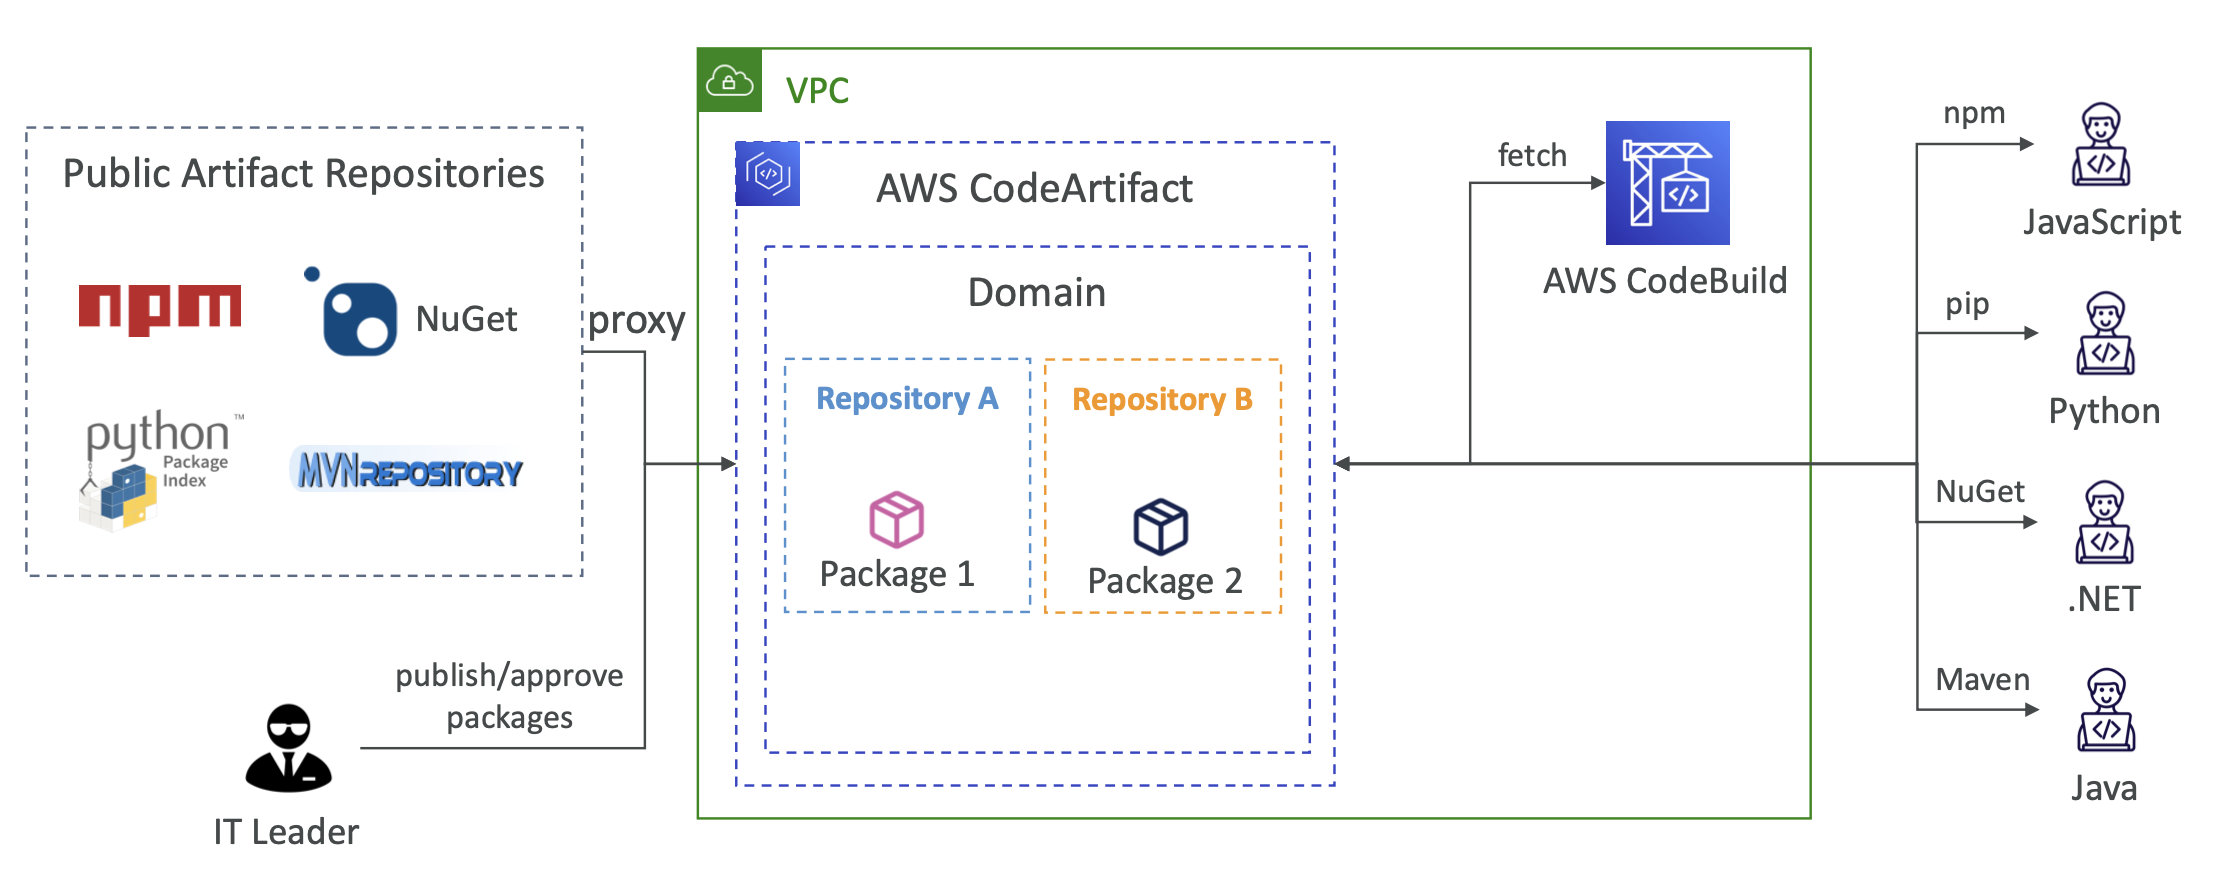 VPC
Public Artifact Repositories
npm
NuGet
python™
Package
Index
MVNREPOSITORY
proxy
publish/approve
packages
IT Leader
AWS CodeArtifact
Domain
Repository A
Package 1
Repository B
Package 2
fetch
AWS CodeBuild
npm
JavaScript
pip
Python
NuGet
.NET
Maven
Java